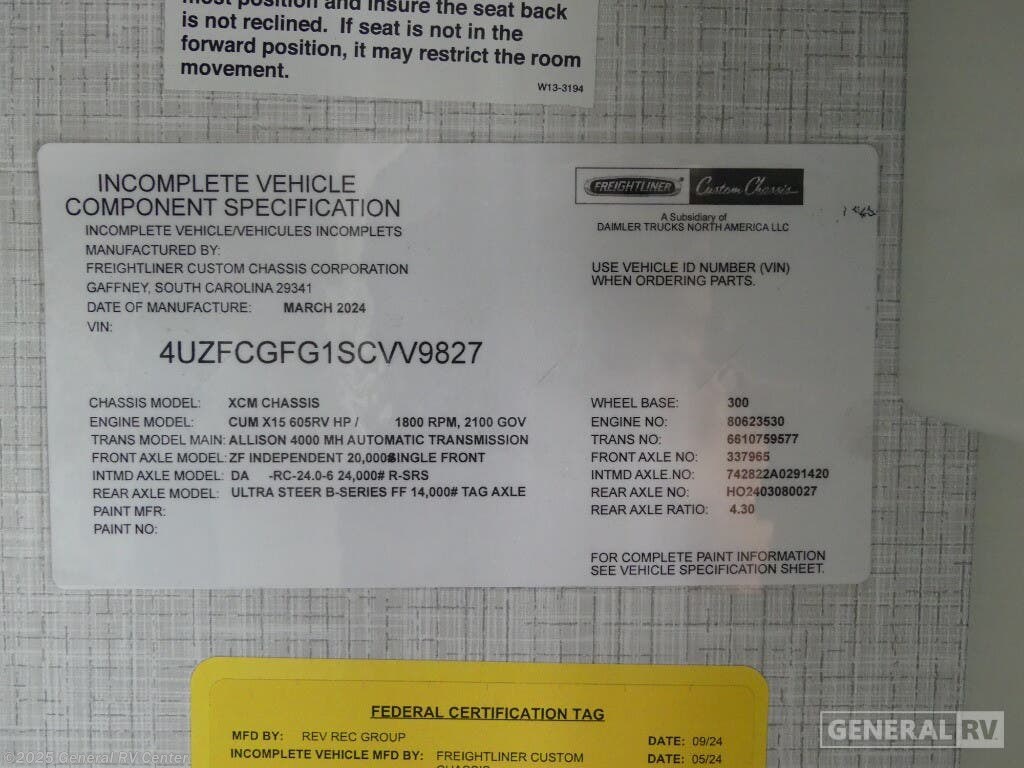 most position and insure the seat back
is not reclined. If seat is not in the
forward position, it may restrict the room
movement.
W13-3194
INCOMPLETE VEHICLE
COMPONENT SPECIFICATION
INCOMPLETE VEHICLE/VEHICULES INCOMPLETS
MANUFACTURED BY:
FREIGHTLINER CUSTOM CHASSIS CORPORATION
GAFFNEY, SOUTH CAROLINA 29341
DATE OF MANUFACTURE: MARCH 2024
VIN:
4UZFCGFG1SCVV9827
FREIGHTLINER Custom Chassis
A Subsidiary of
DAIMLER TRUCKS NORTH AMERICA LLC
USE VEHICLE ID NUMBER (VIN)
WHEN ORDERING PARTS.
CHASSIS MODEL: XCM CHASSIS
ENGINE MODEL: CUM X15 605RV HP / 1800 RPM, 2100 GOV
TRANS MODEL MAIN: ALLISON 4000 MH AUTOMATIC TRANSMISSION
FRONT AXLE MODEL: ZF INDEPENDENT 20,000# SINGLE FRONT
INTMD AXLE MODEL: DA -RC-24.0-6 24,000# R-SRS
REAR AXLE MODEL: ULTRA STEER B-SERIES FF 14,000# TAG AXLE
PAINT MFR:
PAINT NO:
WHEEL BASE: 300
ENGINE NO: 80623530
TRANS NO: 6610759577
FRONT AXLE NO: 337965
INTMD AXLE.NO: 742822A0291420
REAR AXLE NO: HO2403080027
REAR AXLE RATIO: 4.30
FOR COMPLETE PAINT INFORMATION
SEE VEHICLE SPECIFICATION SHEET.
FEDERAL CERTIFICATION TAG
MFD BY: REV REC GROUP DATE: 09/24
INCOMPLETE VEHICLE MFD BY: FREIGHTLINER CUSTOM DATE: 05/24
CHASSIS
GENERAL RV
©2025 General RV Center